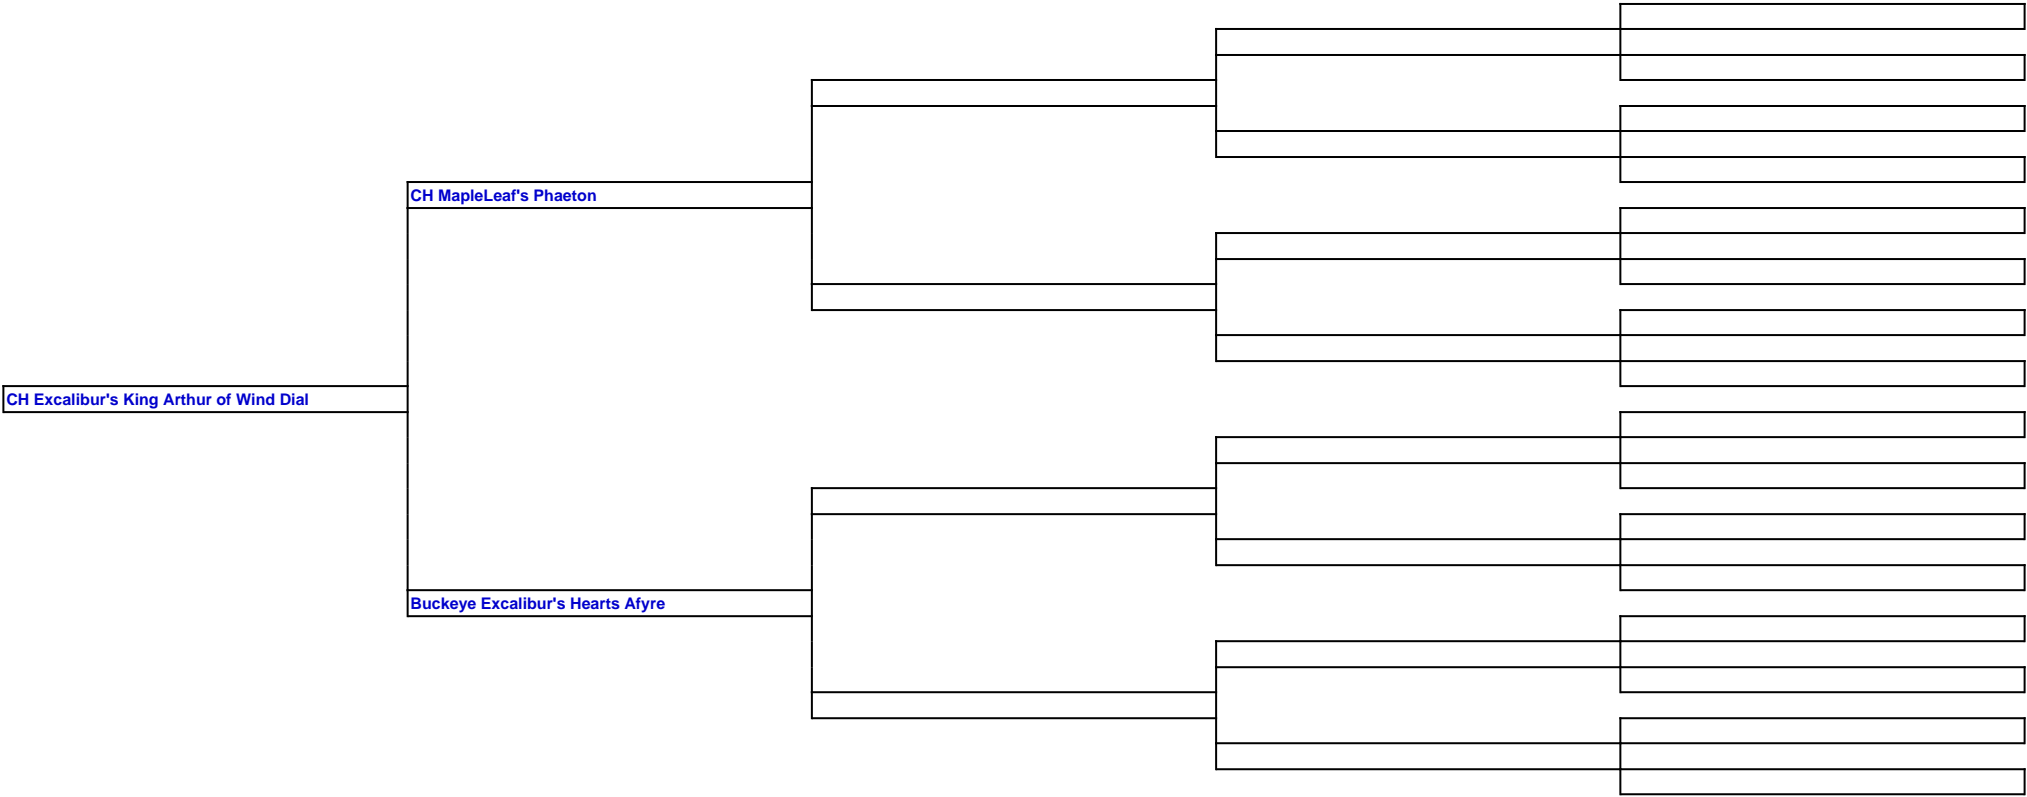 CH MapleLeaf's Phaeton
CH Excalibur's King Arthur of Wind Dial
Buckeye Excalibur's Hearts Afyre